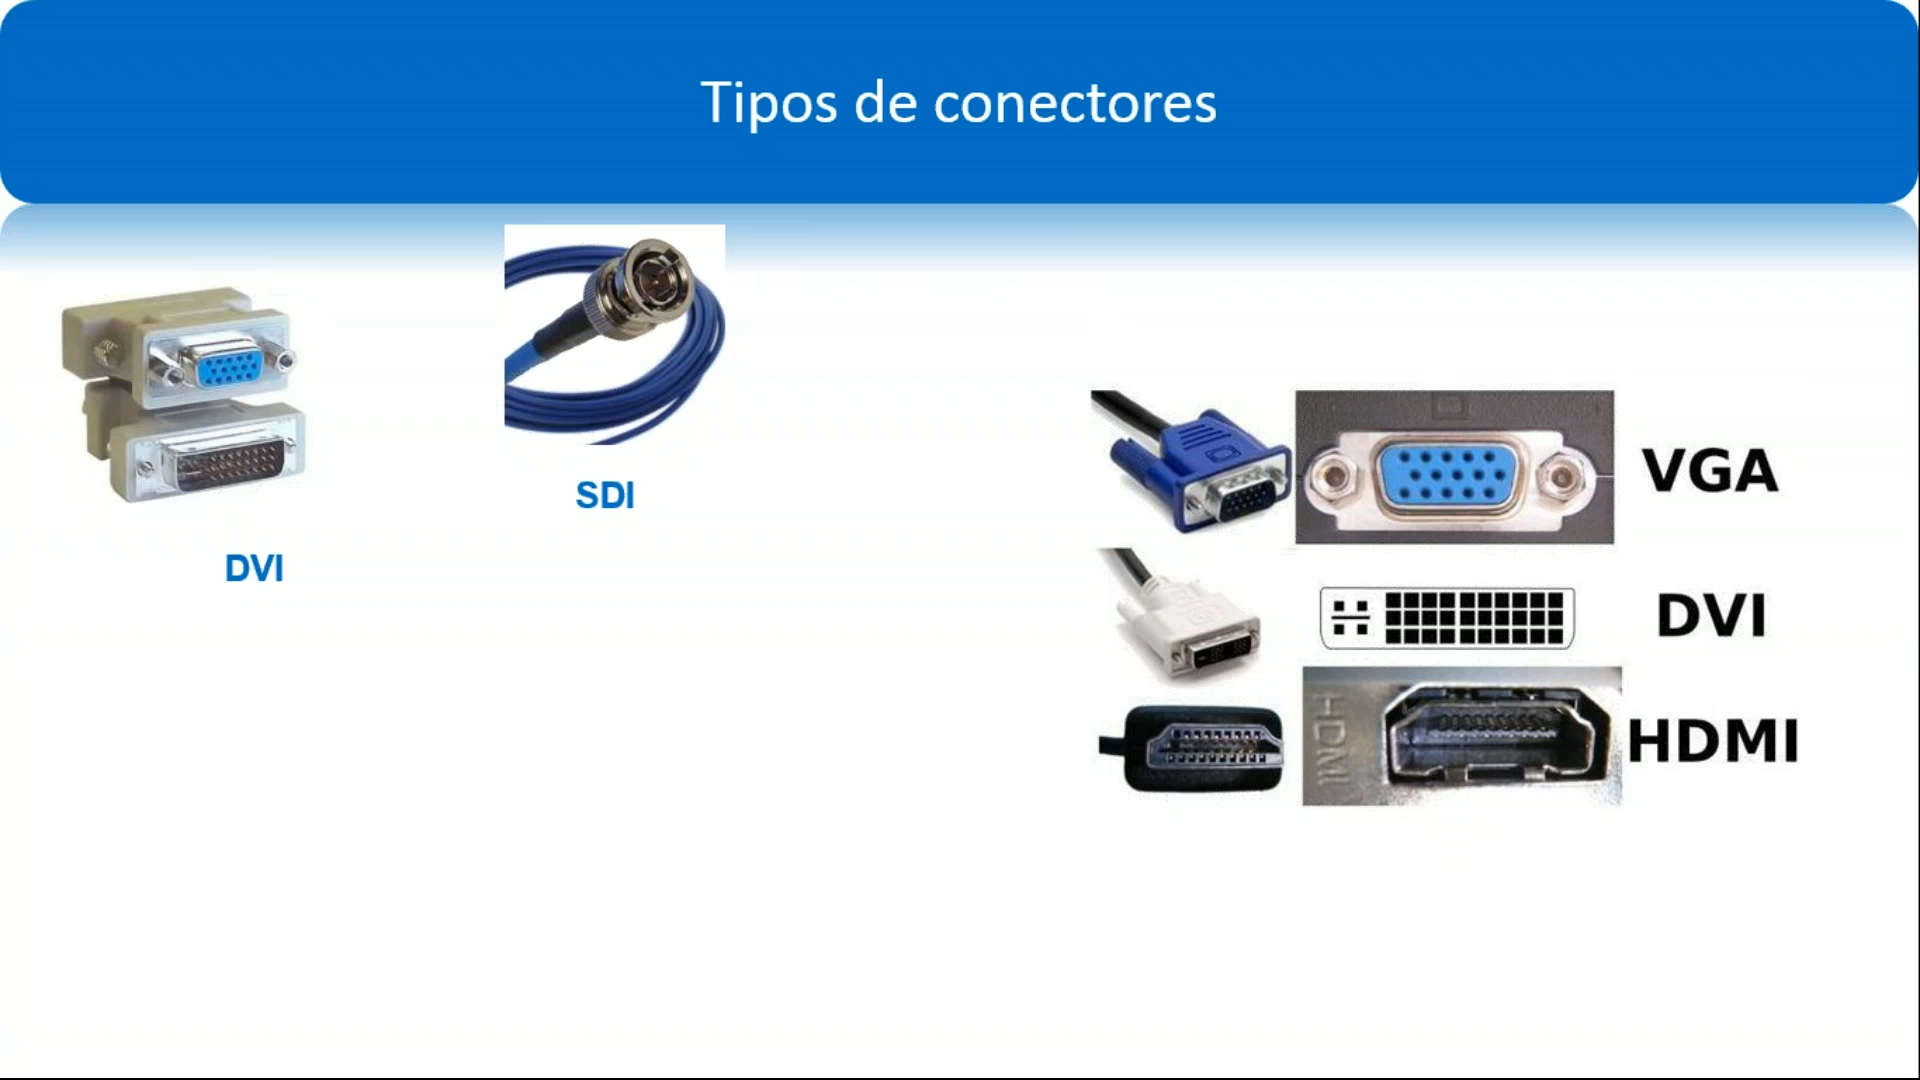 Tipos de conectores
SDI
DVI
VGA
DVI
HDMI
HDMI